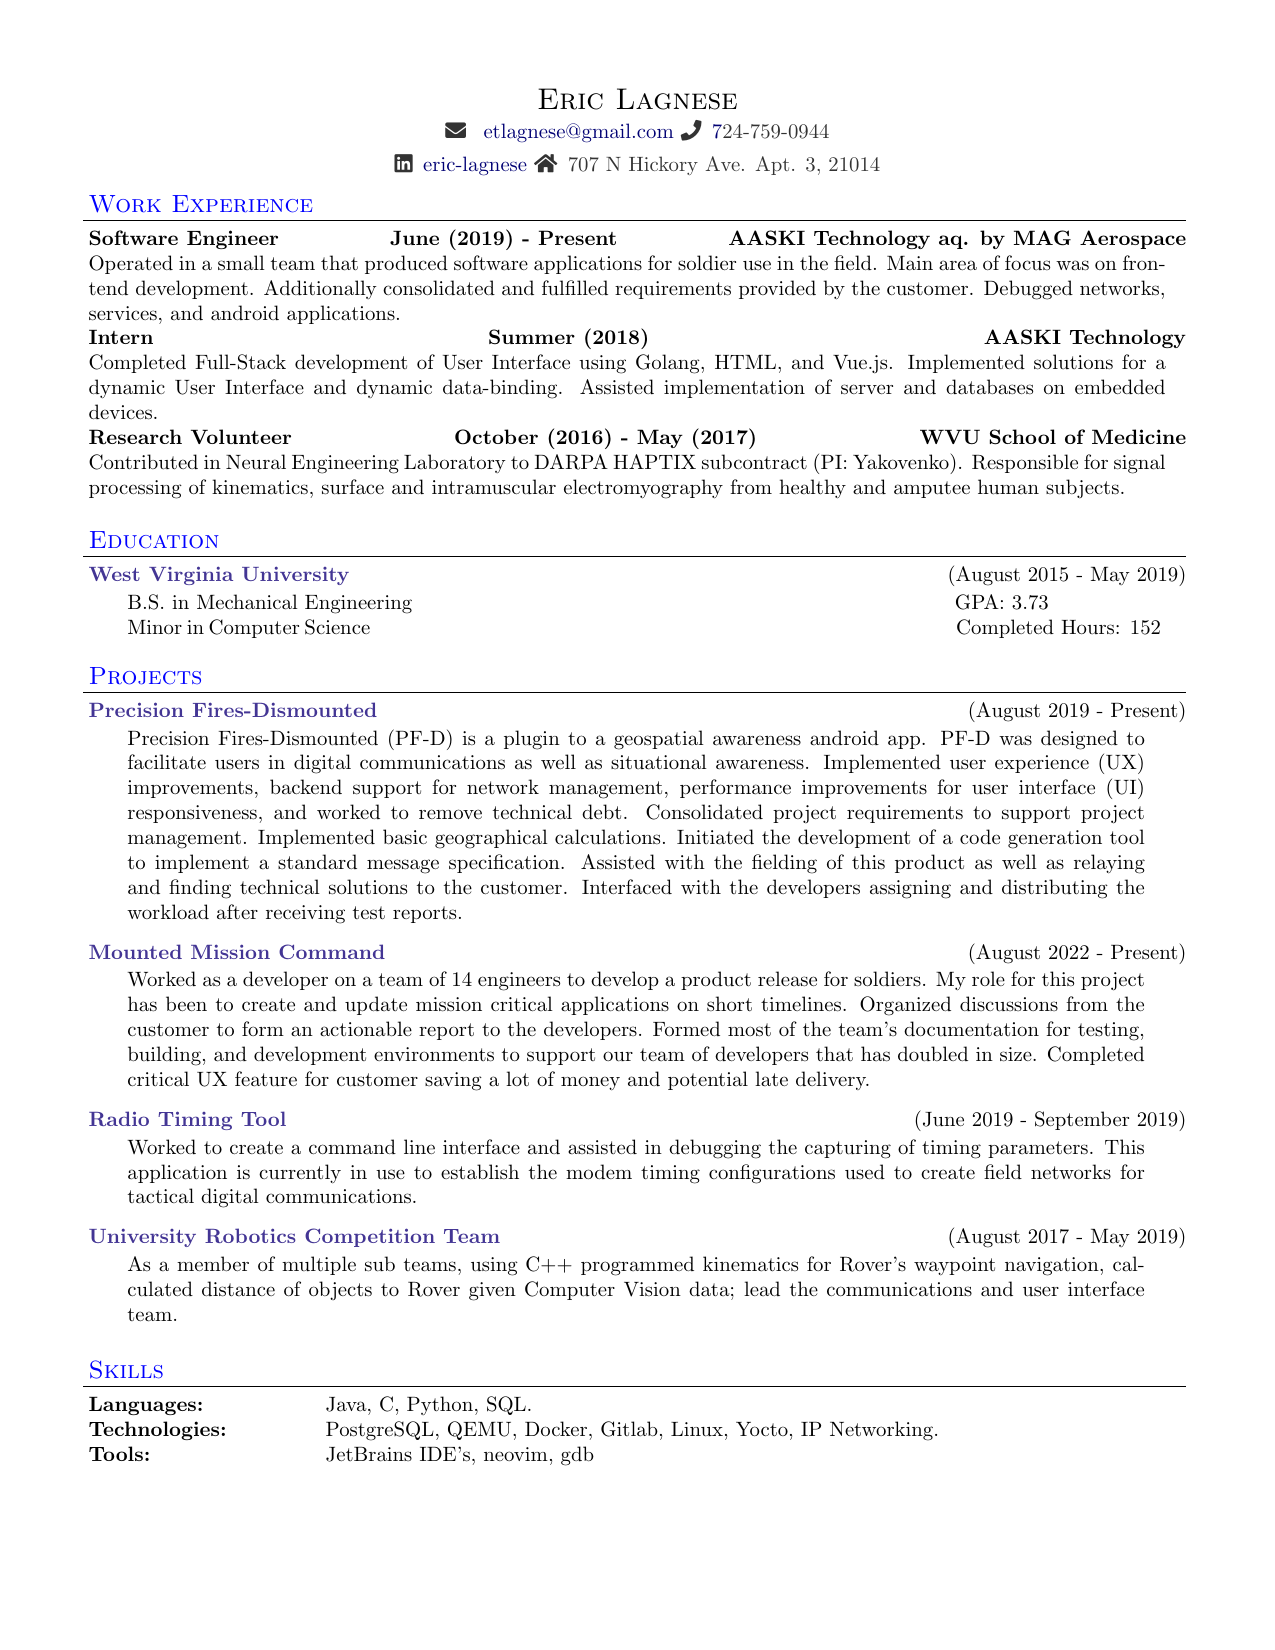 Eric Lagnese
etlagnese@gmail.com 724-759-0944
eric-lagnese 707 N Hickory Ave. Apt. 3, 21014
Work Experience
Software Engineer June (2019) - Present AASKI Technology aq. by MAG Aerospace
Operated in a small team that produced software applications for soldier use in the field. Main area of focus was on fron-
tend development. Additionally consolidated and fulfilled requirements provided by the customer. Debugged networks,
services, and android applications.
Intern Summer (2018) AASKI Technology
Completed Full-Stack development of User Interface using Golang, HTML, and Vue.js. Implemented solutions for a
dynamic User Interface and dynamic data-binding. Assisted implementation of server and databases on embedded
devices.
Research Volunteer October (2016) - May (2017) WVU School of Medicine
Contributed in Neural Engineering Laboratory to DARPA HAPTIX subcontract (PI: Yakovenko). Responsible for signal
processing of kinematics, surface and intramuscular electromyography from healthy and amputee human subjects.
Education
West Virginia University (August 2015 - May 2019)
B.S. in Mechanical Engineering GPA: 3.73
Minor in Computer Science Completed Hours: 152
Projects
Precision Fires-Dismounted (August 2019 - Present)
Precision Fires-Dismounted (PF-D) is a plugin to a geospatial awareness android app. PF-D was designed to
facilitate users in digital communications as well as situational awareness. Implemented user experience (UX)
improvements, backend support for network management, performance improvements for user interface (UI)
responsiveness, and worked to remove technical debt. Consolidated project requirements to support project
management. Implemented basic geographical calculations. Initiated the development of a code generation tool
to implement a standard message specification. Assisted with the fielding of this product as well as relaying
and finding technical solutions to the customer. Interfaced with the developers assigning and distributing the
workload after receiving test reports.
Mounted Mission Command (August 2022 - Present)
Worked as a developer on a team of 14 engineers to develop a product release for soldiers. My role for this project
has been to create and update mission critical applications on short timelines. Organized discussions from the
customer to form an actionable report to the developers. Formed most of the team's documentation for testing,
building, and development environments to support our team of developers that has doubled in size. Completed
critical UX feature for customer saving a lot of money and potential late delivery.
Radio Timing Tool (June 2019 - September 2019)
Worked to create a command line interface and assisted in debugging the capturing of timing parameters. This
application is currently in use to establish the modem timing configurations used to create field networks for
tactical digital communications.
University Robotics Competition Team (August 2017 - May 2019)
As a member of multiple sub teams, using C++ programmed kinematics for Rover's waypoint navigation, cal-
culated distance of objects to Rover given Computer Vision data; lead the communications and user interface
team.
Skills
Languages: Java, C, Python, SQL.
Technologies: PostgreSQL, QEMU, Docker, Gitlab, Linux, Yocto, IP Networking.
Tools: JetBrains IDE's, neovim, gdb